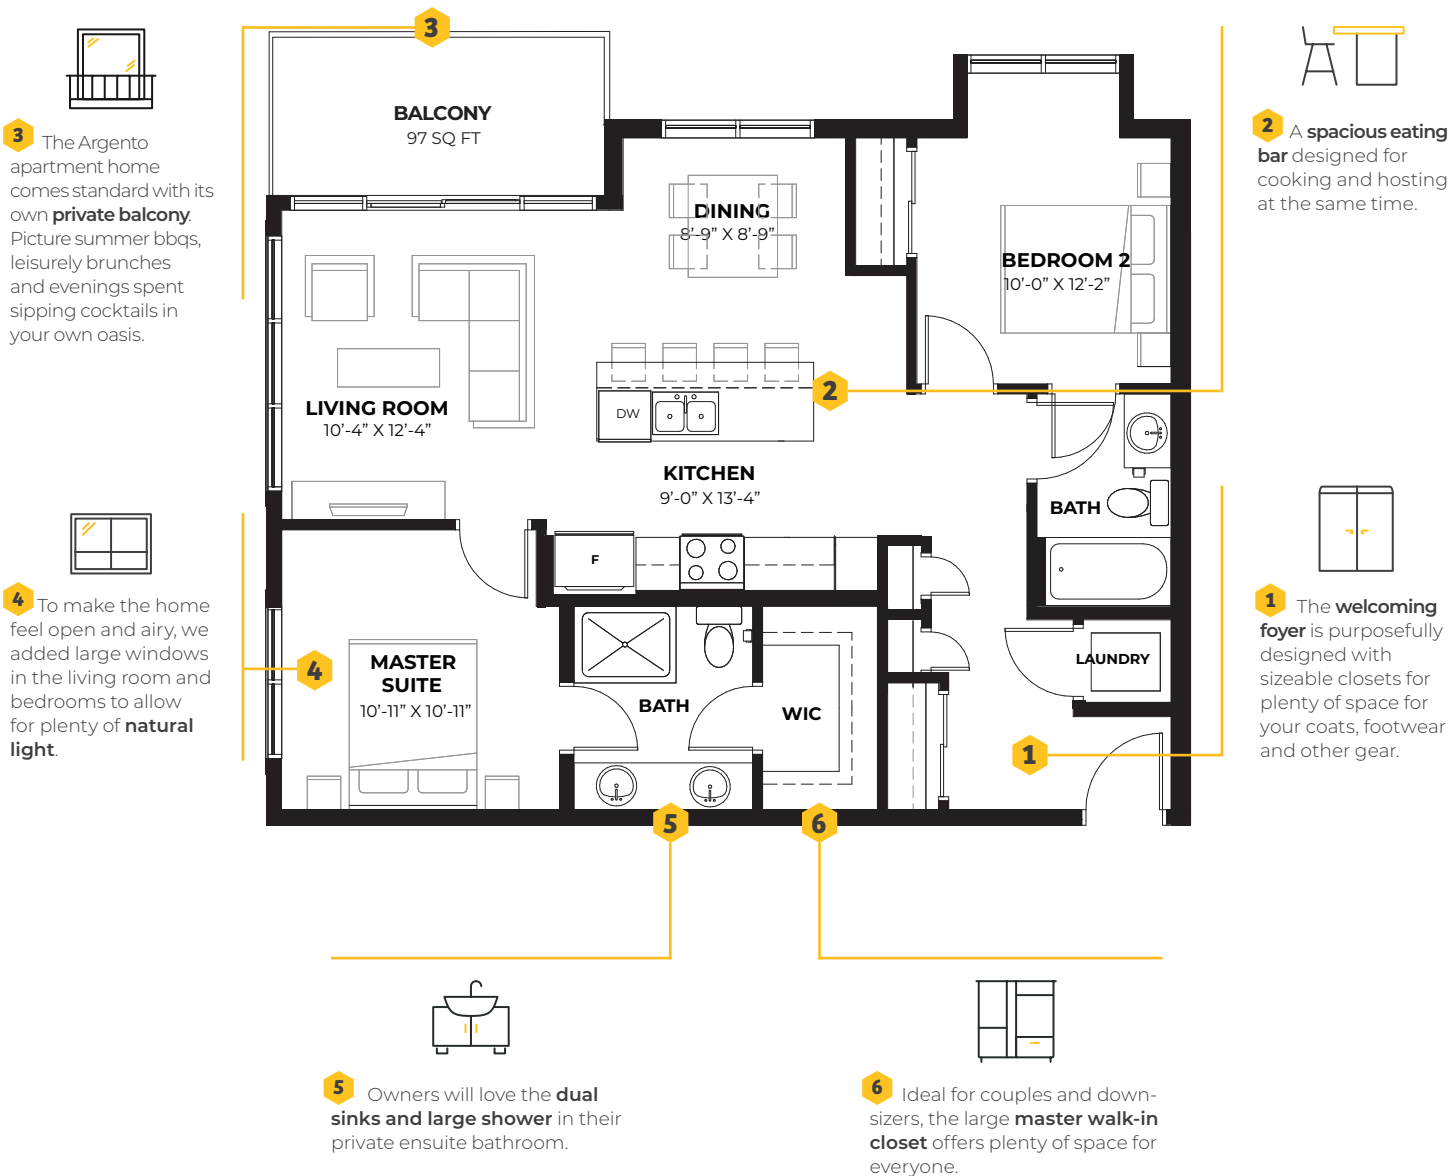 3
BALCONY
97 SQ FT
3 The Argento
apartment home
comes standard with its
own private balcony.
Picture summer bbqs,
leisurely brunches
and evenings spent
sipping cocktails in
your own oasis.
2 A spacious eating
bar designed for
cooking and hosting
at the same time.
DINING
8'-9" X 8'-9"
BEDROOM 2
10'-0" X 12'-2"
2
LIVING ROOM
10'-4" X 12'-4"
DW
KITCHEN
9'-0" X 13'-4"
BATH
F
4 To make the home
feel open and airy, we
added large windows
in the living room and
bedrooms to allow
for plenty of natural
light.
1 The welcoming
foyer is purposefully
designed with
sizeable closets for
plenty of space for
your coats, footwear
and other gear.
4
MASTER
SUITE
10'-11" X 10'-11"
BATH
WIC
LAUNDRY
1
5
6
5 Owners will love the dual
sinks and large shower in their
private ensuite bathroom.
6 Ideal for couples and down-
sizers, the large master walk-in
closet offers plenty of space for
everyone.